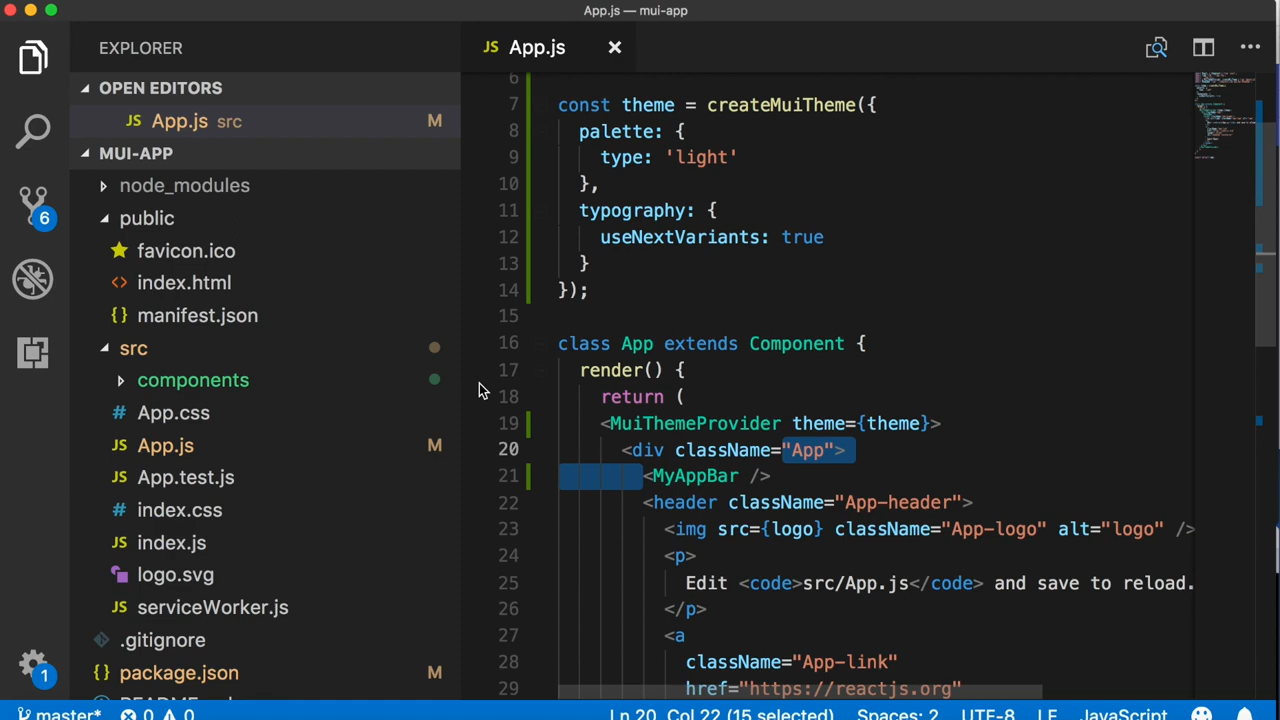 App.js — mui-app
EXPLORER
OPEN EDITORS
JS App.js src M
MUI-APP
node_modules
public
favicon.ico
<> index.html
{} manifest.json
src
components
# App.css
JS App.js M
JS App.test.js
# index.css
JS index.js
logo.svg
JS serviceWorker.js
.gitignore
{} package.json M
6
1
JS App.js
6
7 const theme = createMuiTheme({
8 palette: {
9 type: 'light'
10 },
11 typography: {
12 useNextVariants: true
13 }
14 });
15
16 class App extends Component {
17 render() {
18 return (
19 <MuiThemeProvider theme={theme}>
20 <div className="App">
21 <MyAppBar />
22 <header className="App-header">
23 <img src={logo} className="App-logo" alt="logo" />
24 <p>
25 Edit <code>src/App.js</code> and save to reload.
26 </p>
27 <a
28 className="App-link"
29 href="https://reactjs.org"
master* 0 0 Ln 20, Col 22 (15 selected) Spaces: 2 UTF-8 LF JavaScript